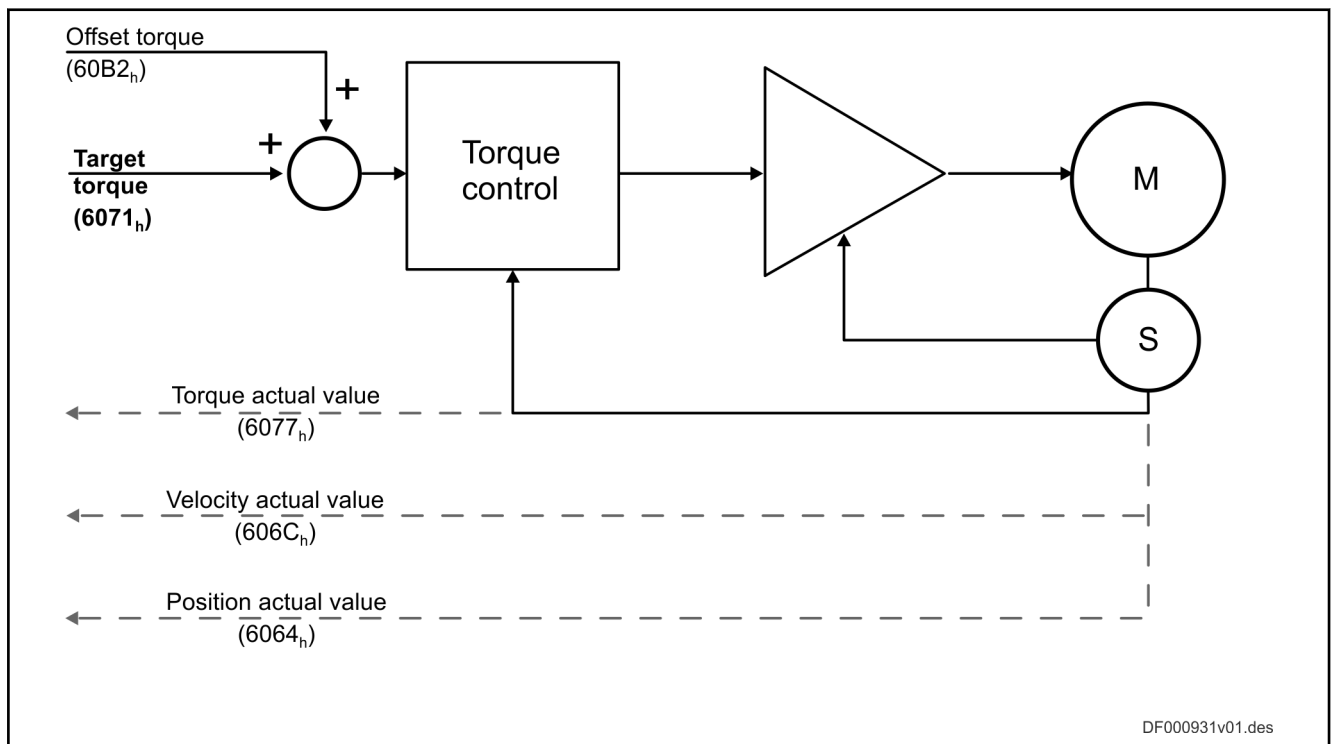 Offset torque
(60B2h)
+
+
Target
torque
(6071h)
Torque
control
M
S
Torque actual value
(6077h)
Velocity actual value
(606Ch)
Position actual value
(6064h)
DF000931v01.des